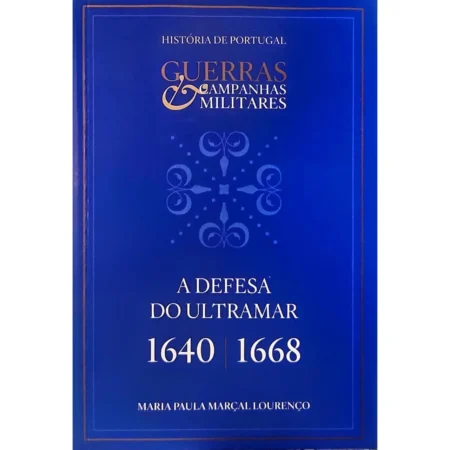 HISTÓRIA DE PORTUGAL
GUERRAS
& CAMPANHAS
MILITARES
A DEFESA
DO ULTRAMAR
1640 | 1668
MARIA PAULA MARÇAL LOURENÇO